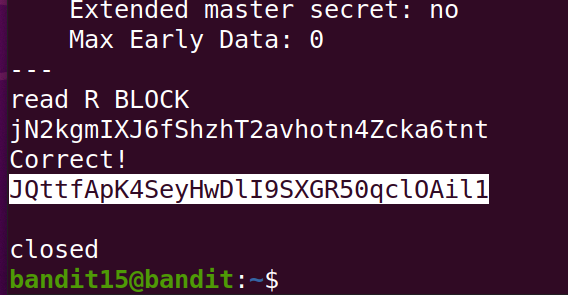 Extended master secret: no
Max Early Data: 0
---
read R BLOCK
jN2kgmIXJ6fShzhT2avhotn4Zcka6tnt
Correct!
JQttfApK4SeyHwDlI9SXGR50qclOAil1
closed
bandit15@bandit:~$